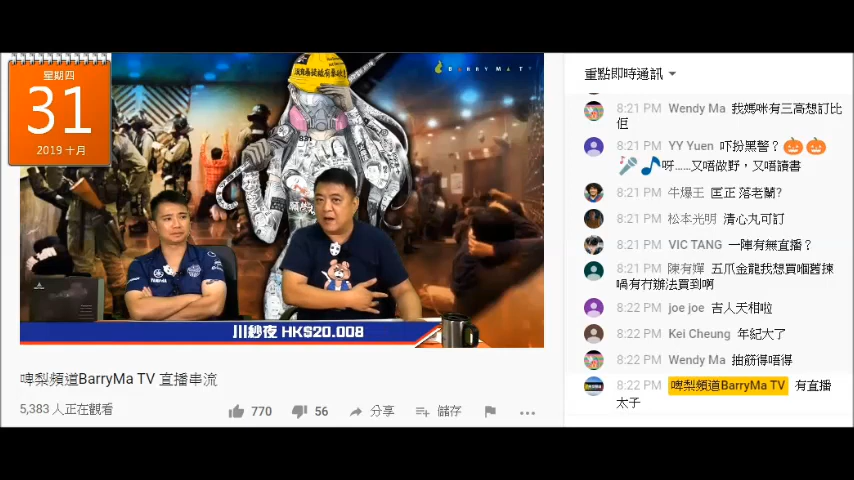 星期四
31
2019 十月
BARRYMATV
川紗夜 HK$20.008
啤梨頻道BarryMa TV 直播串流
5,383 人正在觀看
770
56
分享
儲存
重點即時通訊
8:21 PM Wendy Ma 我媽咪有三高想訂比
佢
8:21 PM YY Yuen 吓扮黑警？🎃🎃
🎤🎵呀......又唔做野，又唔讀書
8:21 PM 牛爆王 匡正 落老蘭?
8:21 PM 松本光明 清心丸可訂
8:21 PM VIC TANG 一陣有無直播？
8:21 PM 陳有嬋 五爪金龍我想買嗰舊揀
喎有冇辦法買到啊
8:22 PM joe joe 吉人天相啦
8:22 PM Kei Cheung 年紀大了
8:22 PM Wendy Ma 抽筋得唔得
8:22 PM 啤梨頻道BarryMa TV 有直播
太子